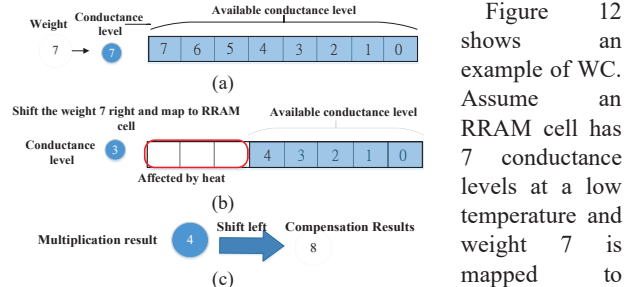 Weight
Conductance
level
Available conductance level
7
7
7 6 5 4 3 2 1 0
(a)
Shift the weight 7 right and map to RRAM
cell
Available conductance level
Conductance
level
3
4 3 2 1 0
Affected by heat
(b)
Multiplication result
4
Shift left
Compensation Results
8
(c)
Figure 12
shows an
example of WC.
Assume an
RRAM cell has
7 conductance
levels at a low
temperature and
weight 7 is
mapped to